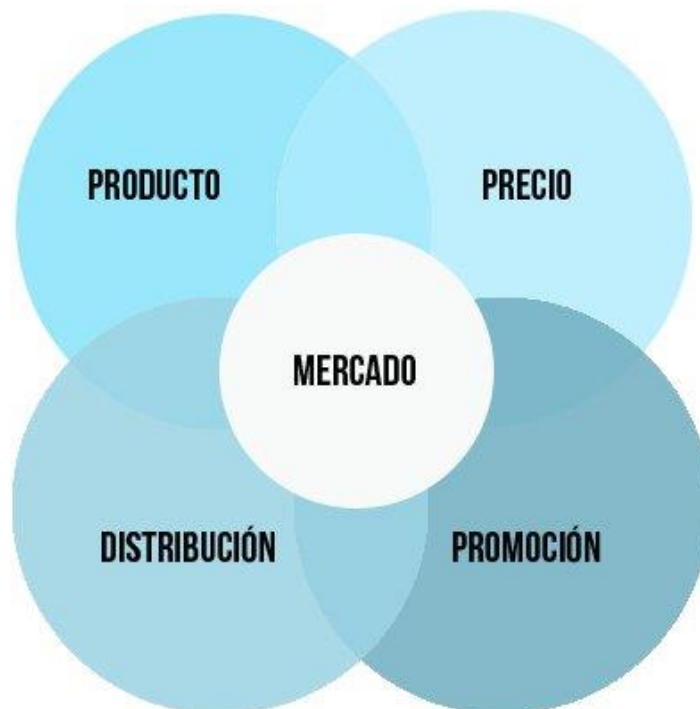 PRODUCTO
PRECIO
MERCADO
DISTRIBUCIÓN
PROMOCIÓN